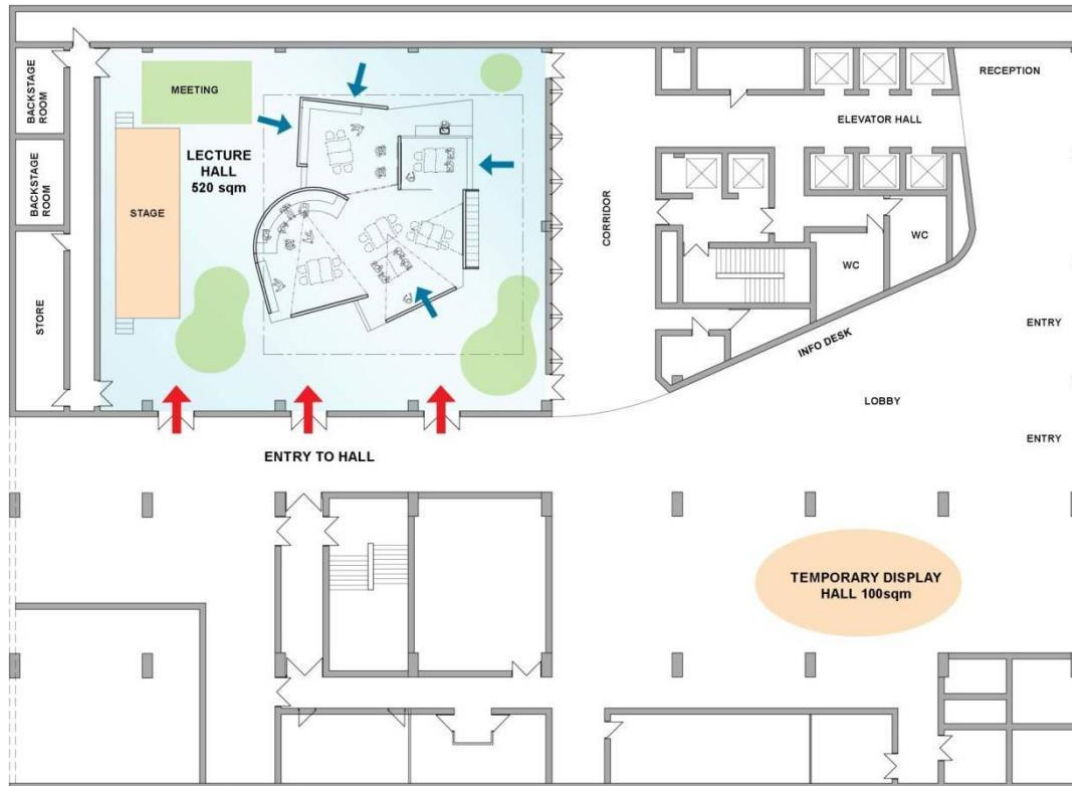 BACKSTAGE
ROOM
BACKSTAGE
ROOM
STORE
MEETING
LECTURE
HALL
520 sqm
STAGE
CORRIDOR
RECEPTION
ELEVATOR HALL
WC
WC
INFO DESK
ENTRY
LOBBY
ENTRY
ENTRY TO HALL
TEMPORARY DISPLAY
HALL 100sqm